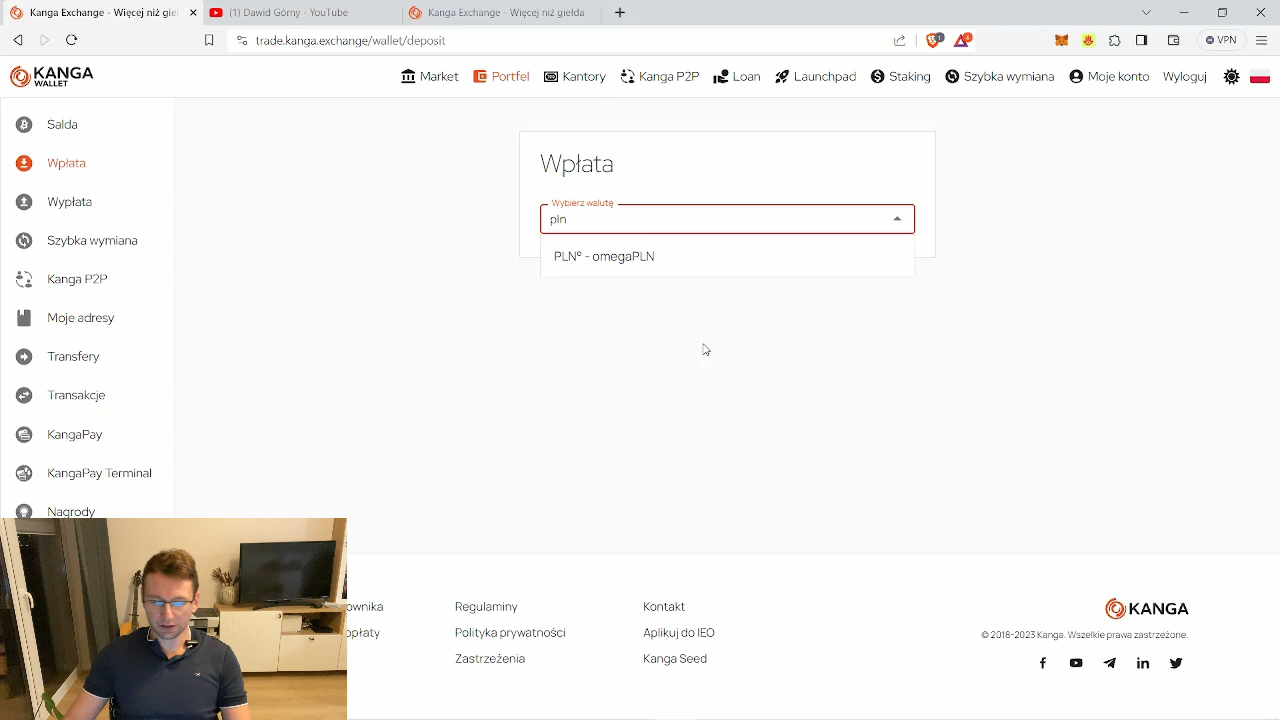 Kanga Exchange - Więcej niż gieł
(1) Dawid Górny - YouTube
Kanga Exchange - Więcej niż giełda
trade.kanga.exchange/wallet/deposit
1
4
VPN
KANGA
WALLET
Market
Portfel
Kantory
Kanga P2P
Loan
Launchpad
Staking
Szybka wymiana
Moje konto
Wyloguj
Salda
Wpłata
Wypłata
Szybka wymiana
Kanga P2P
Moje adresy
Transfery
Transakcje
KangaPay
KangaPay Terminal
Nagrody
Wpłata
Wybierz walutę
pln
PLN° - omegaPLN
ownika
opłaty
Regulaminy
Polityka prywatności
Zastrzeżenia
Kontakt
Aplikuj do IEO
Kanga Seed
KANGA
© 2018-2023 Kanga. Wszelkie prawa zastrzeżone.